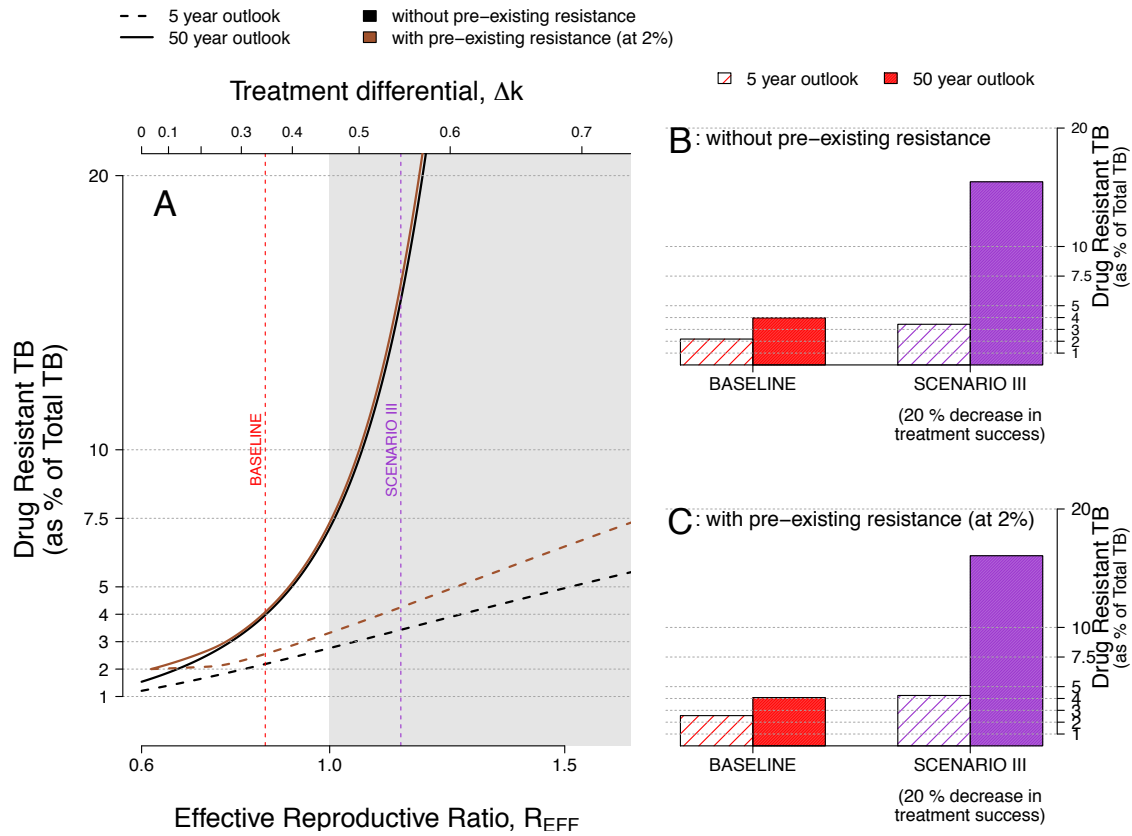 5 year outlook
50 year outlook
without pre−existing resistance
with pre−existing resistance (at 2%)
Treatment differential, Δk
0 0.1 0.3 0.4 0.5 0.6 0.7
A
BASELINE
SCENARIO III
20
10
7.5
5
4
3
2
1
Drug Resistant TB
(as % of Total TB)
0.6 1.0 1.5
Effective Reproductive Ratio, REFF
5 year outlook 50 year outlook
B : without pre−existing resistance
20
10
7.5
5
4
3
2
1
Drug Resistant TB
(as % of Total TB)
BASELINE SCENARIO III
(20 % decrease in
treatment success)
C : with pre−existing resistance (at 2%)
20
10
7.5
5
4
3
2
1
Drug Resistant TB
(as % of Total TB)
BASELINE SCENARIO III
(20 % decrease in
treatment success)